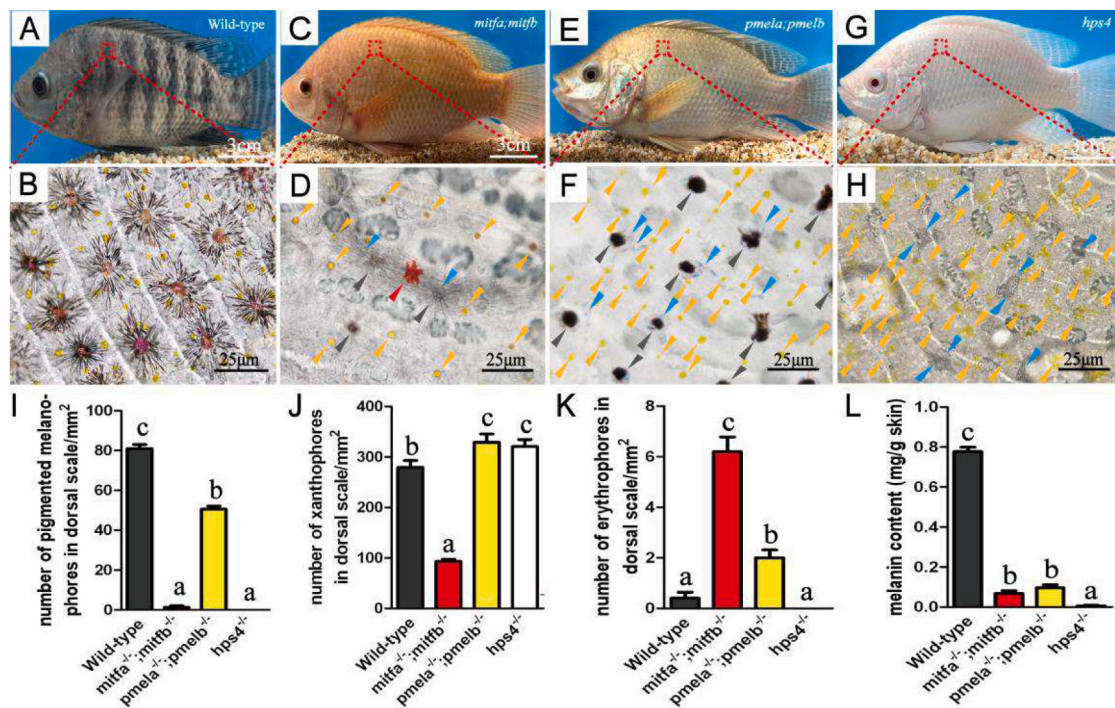 A Wild-type
C mitfa;mitfb
E pmela;pmelb
G hps4
3cm
3cm
3cm
3cm
B
D
F
H
25μm
25μm
25μm
25μm
I
number of pigmented melano-
phores in dorsal scale/mm²
100
80
60
40
20
0
c
a
b
a
Wild-type
mitfa⁻/⁻;mitfb⁻/⁻
pmela⁻/⁻;pmelb⁻/⁻
hps4⁻/⁻
J
number of xanthophores
in dorsal scale/mm²
400
300
200
100
0
b
a
c
c
Wild-type
mitfa⁻/⁻;mitfb⁻/⁻
pmela⁻/⁻;pmelb⁻/⁻
hps4⁻/⁻
K
number of erythrophores in
dorsal scale/mm²
8
6
4
2
0
a
c
b
a
Wild-type
mitfa⁻/⁻;mitfb⁻/⁻
pmela⁻/⁻;pmelb⁻/⁻
hps4⁻/⁻
L
melanin content (mg/g skin)
1.0
0.8
0.6
0.4
0.2
0.0
c
b
b
a
Wild-type
mitfa⁻/⁻;mitfb⁻/⁻
pmela⁻/⁻;pmelb⁻/⁻
hps4⁻/⁻